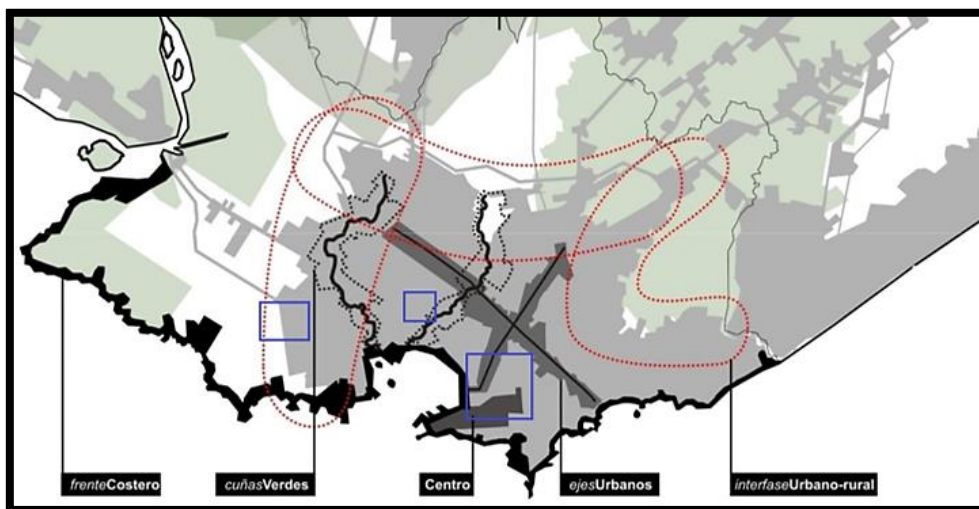 frenteCostero
cuñasVerdes
Centro
ejesUrbanos
interfaseUrbano-rural